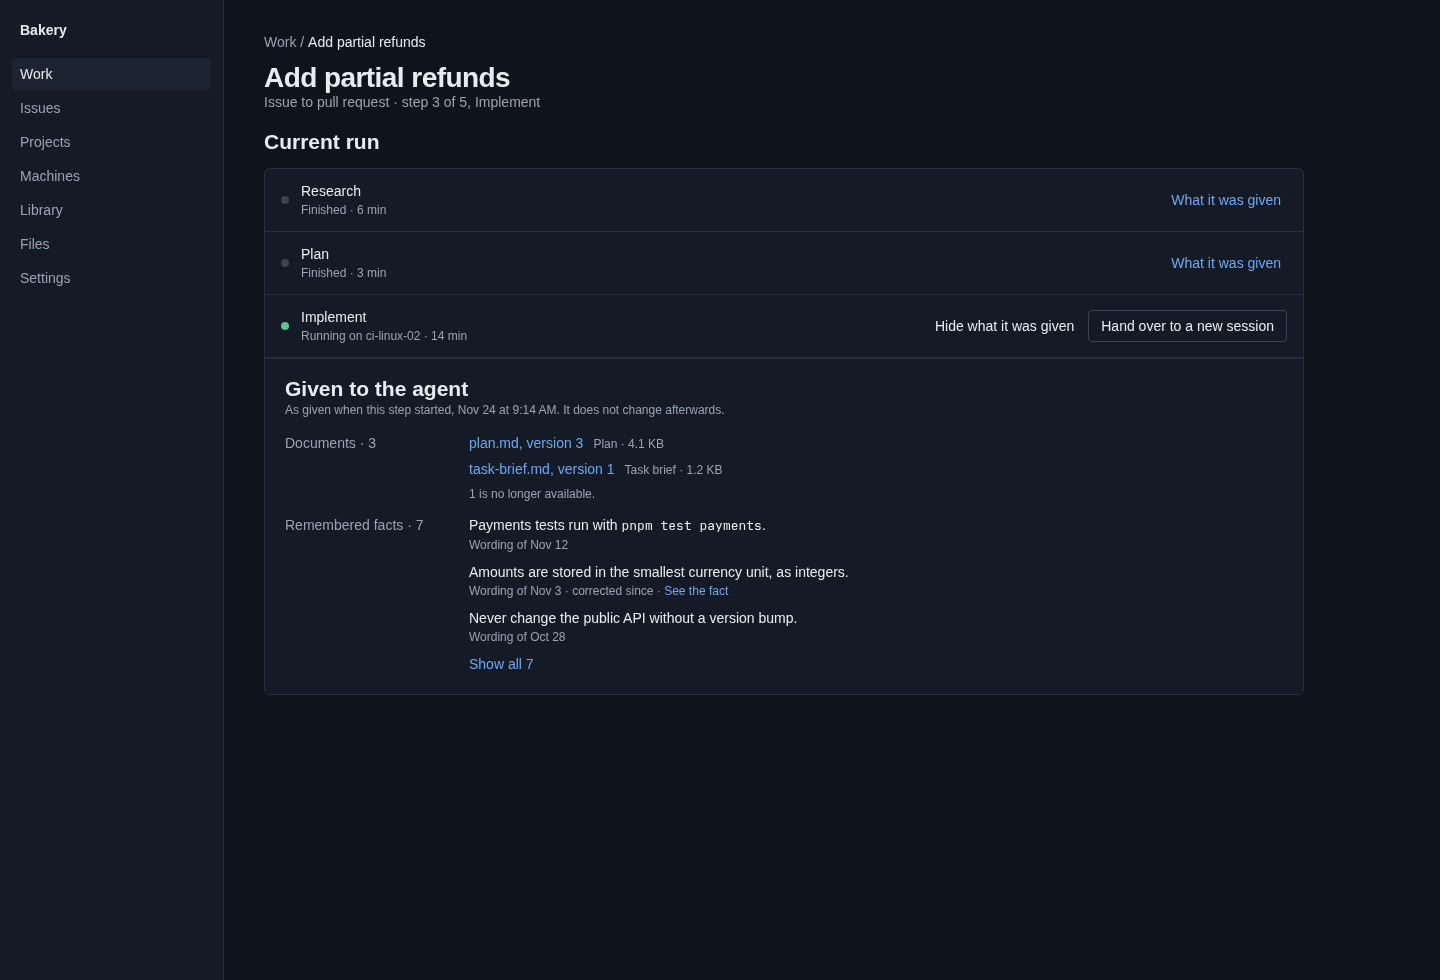 Bakery
Work
Issues
Projects
Machines
Library
Files
Settings
Work / Add partial refunds
Add partial refunds
Issue to pull request · step 3 of 5, Implement
Current run
Research
Finished · 6 min
What it was given
Plan
Finished · 3 min
What it was given
Implement
Running on ci-linux-02 · 14 min
Hide what it was given
Hand over to a new session
Given to the agent
As given when this step started, Nov 24 at 9:14 AM. It does not change afterwards.
Documents · 3
plan.md, version 3 Plan · 4.1 KB
task-brief.md, version 1 Task brief · 1.2 KB
1 is no longer available.
Remembered facts · 7
Payments tests run with pnpm test payments.
Wording of Nov 12
Amounts are stored in the smallest currency unit, as integers.
Wording of Nov 3 · corrected since · See the fact
Never change the public API without a version bump.
Wording of Oct 28
Show all 7